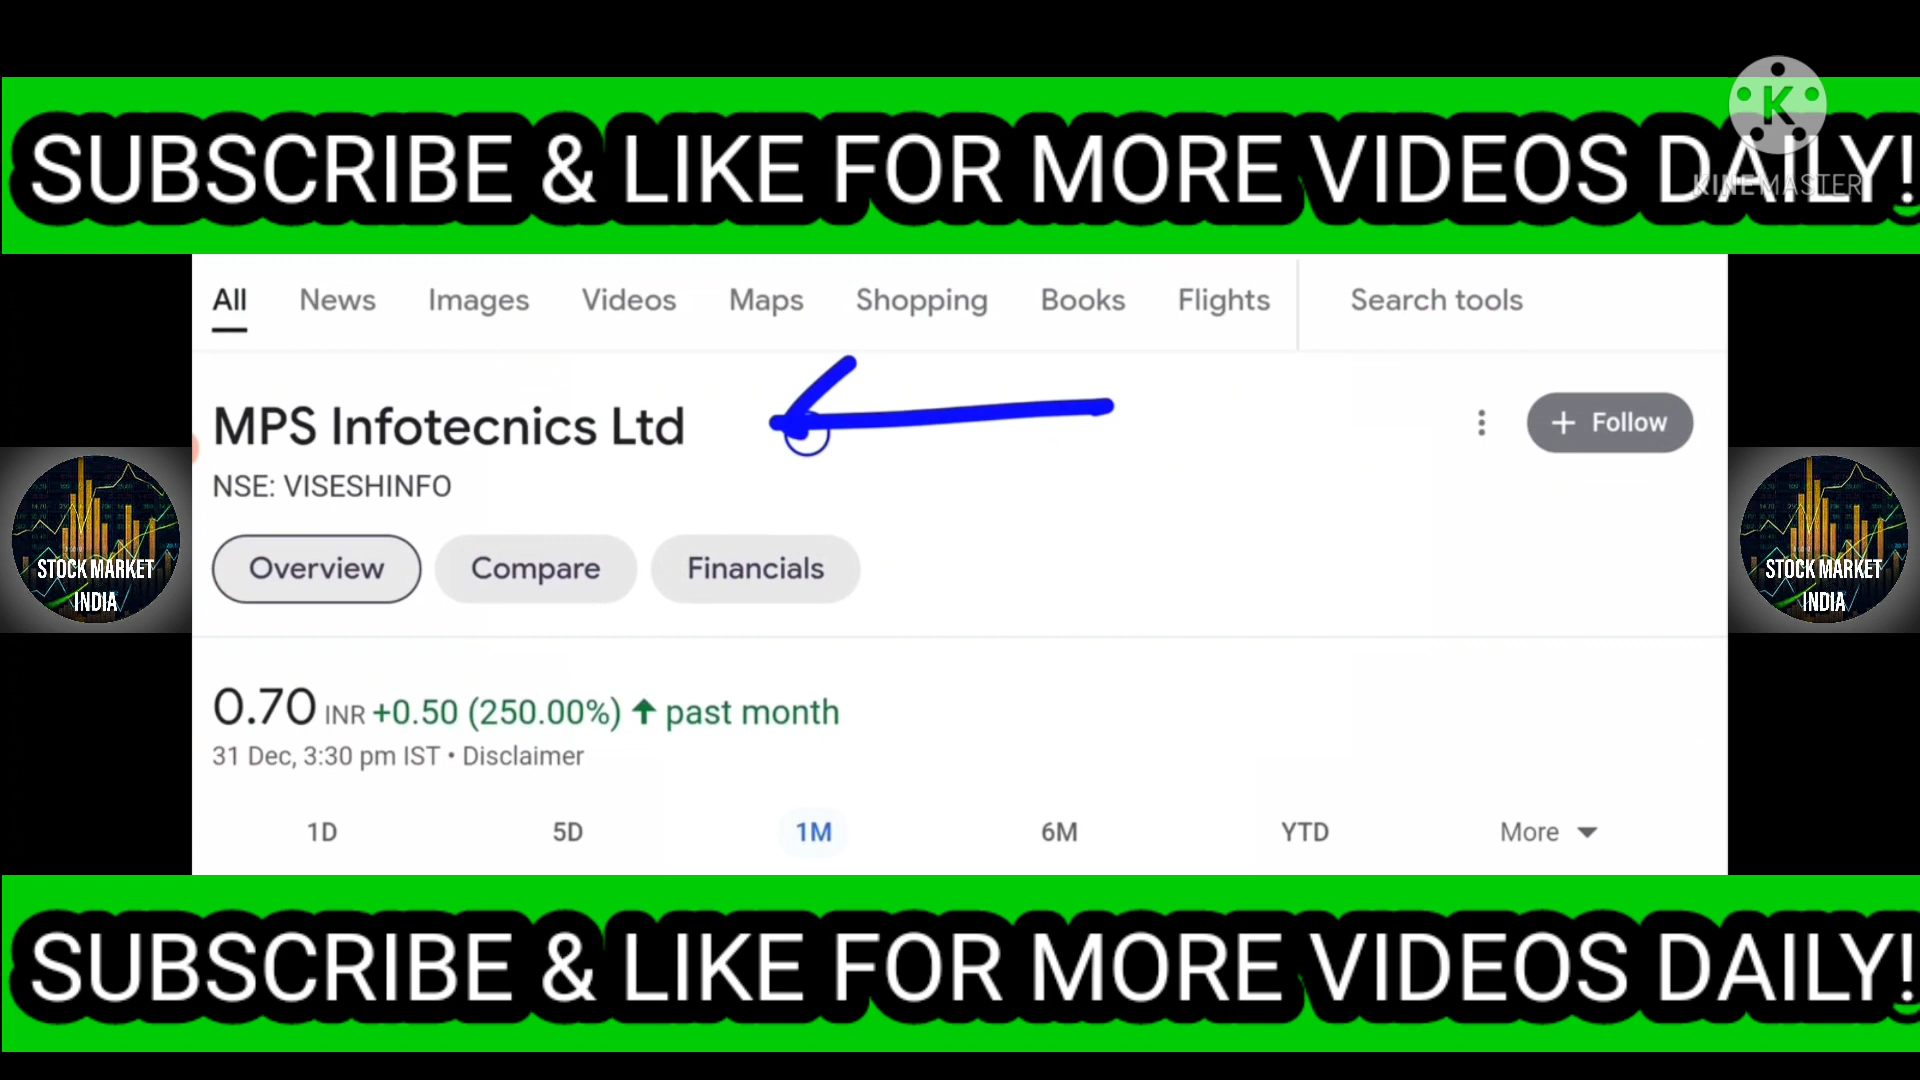 SUBSCRIBE & LIKE FOR MORE VIDEOS DAILY!
KINEMASTER
All News Images Videos Maps Shopping Books Flights Search tools
MPS Infotecnics Ltd
+ Follow
NSE: VISESHINFO
Overview Compare Financials
STOCK MARKET
INDIA
STOCK MARKET
INDIA
0.70 INR +0.50 (250.00%) ↑ past month
31 Dec, 3:30 pm IST • Disclaimer
1D 5D 1M 6M YTD More
SUBSCRIBE & LIKE FOR MORE VIDEOS DAILY!